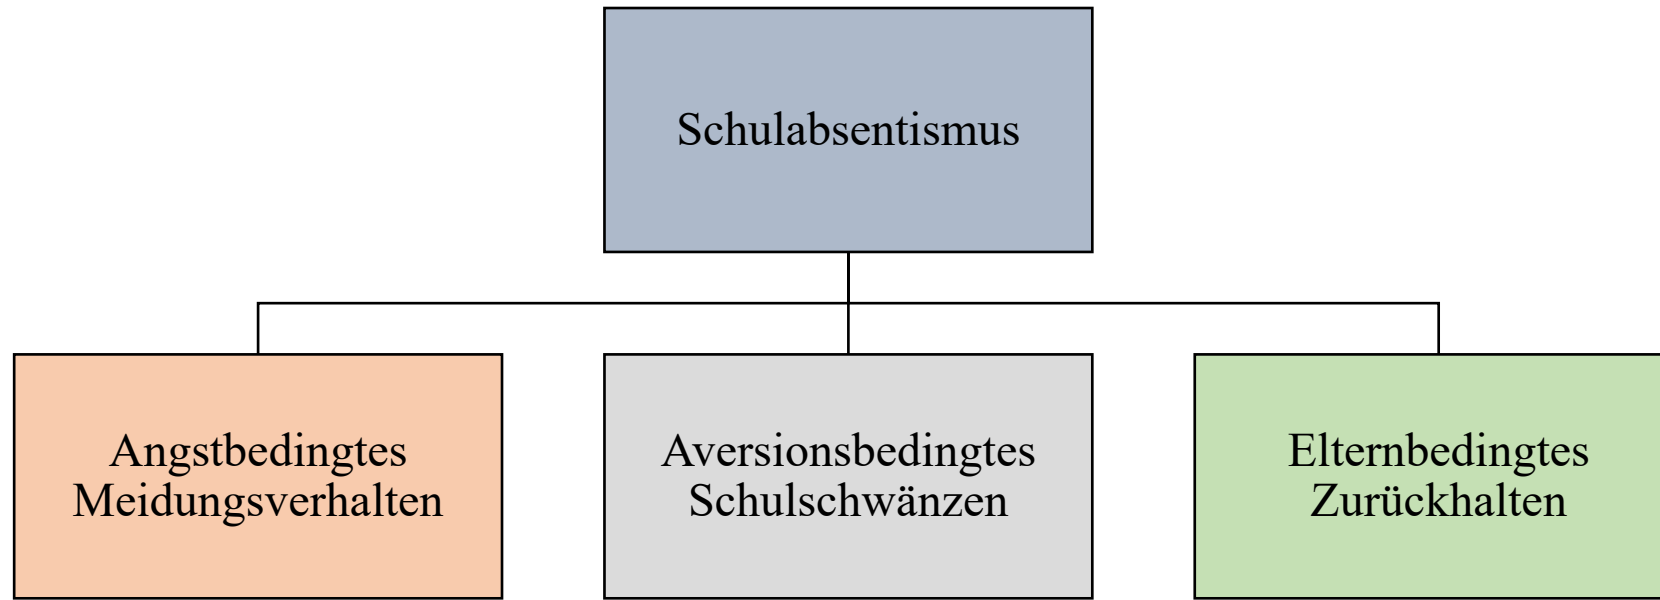 Schulabsentismus
Angstbedingtes
Meidungsverhalten
Aversionsbedingtes
Schulschwänzen
Elternbedingtes
Zurückhalten